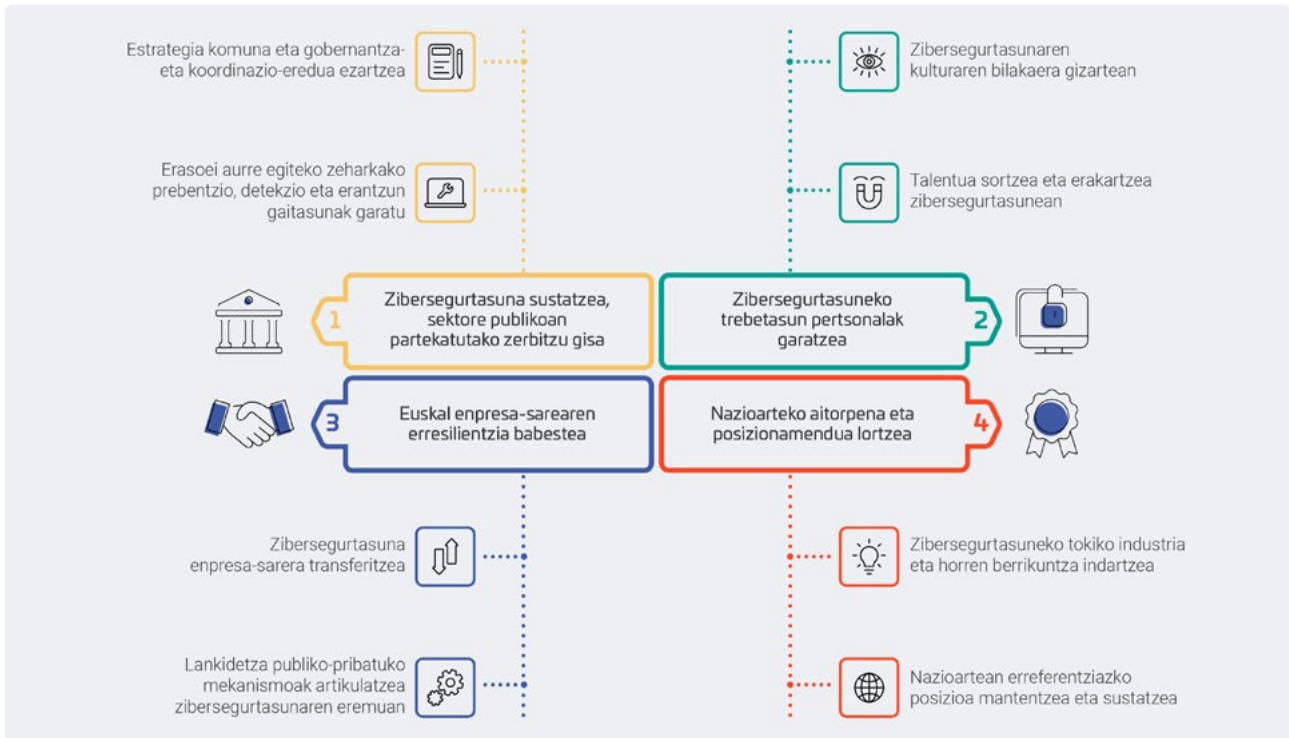 Estrategia komuna eta gobernantza-
eta koordinazio-eredua ezartzea
Erasoei aurre egiteko zeharkako
prebentzio, detekzio eta erantzun
gaitasunak garatu
Zibersegurtasunaren
kulturaren bilakaera gizartean
Talentua sortzea eta erakartzea
zibersegurtasunean
1
Zibersegurtasuna sustatzea,
sektore publikoan
partekatutako zerbitzu gisa
Zibersegurtasuneko
trebetasun pertsonalak
garatzea
2
3
Euskal enpresa-sarearen
erresilientzia babestea
Nazioarteko aitorpena eta
posizionamendua lortzea
4
Zibersegurtasuna
enpresa-sarera transferitzea
Lankidetza publiko-pribatuko
mekanismoak artikulatzea
zibersegurtasunaren eremuan
Zibersegurtasuneko tokiko industria
eta horren berrikuntza indartzea
Nazioartean erreferentziazko
posizioa mantentzea eta sustatzea